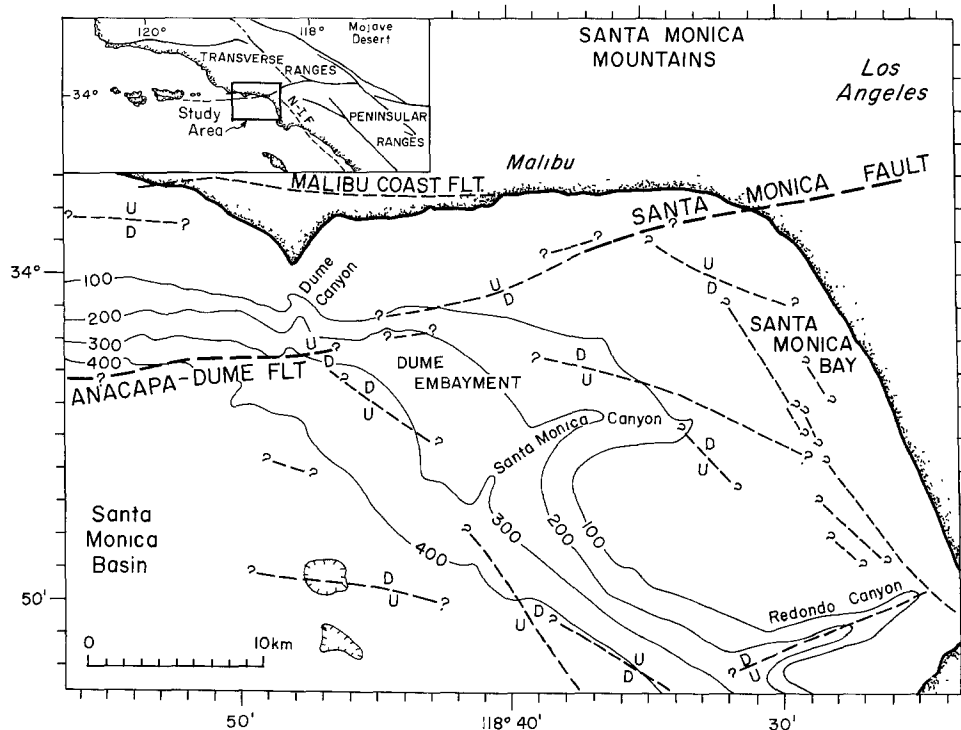 120°
118°
Mojave
Desert
TRANSVERSE
RANGES
34°
N-I F
Study
Area
PENINSULAR
RANGES
SANTA MONICA
MOUNTAINS
Los
Angeles
Malibu
MALIBU COAST FLT.
SANTA MONICA FAULT
? U ?
D
?
?
?
?
34°
Dume
Canyon
U
D
U
D
?
100
200
300
400
?
?
?
U
?
D
?
ANACAPA-DUME FLT
DUME
EMBAYMENT
?
D
U
SANTA
MONICA
BAY
?
?
D
U
?
Santa Monica Canyon
?
?
?
?
D
U
?
?
?
?
?
?
Santa
Monica
Basin
?
300
200
100
400
?
?
?
?
D
U
?
Redondo Canyon
50'
0
10 km
D
U
?
U
D
D
U
?
50'
118° 40'
30'